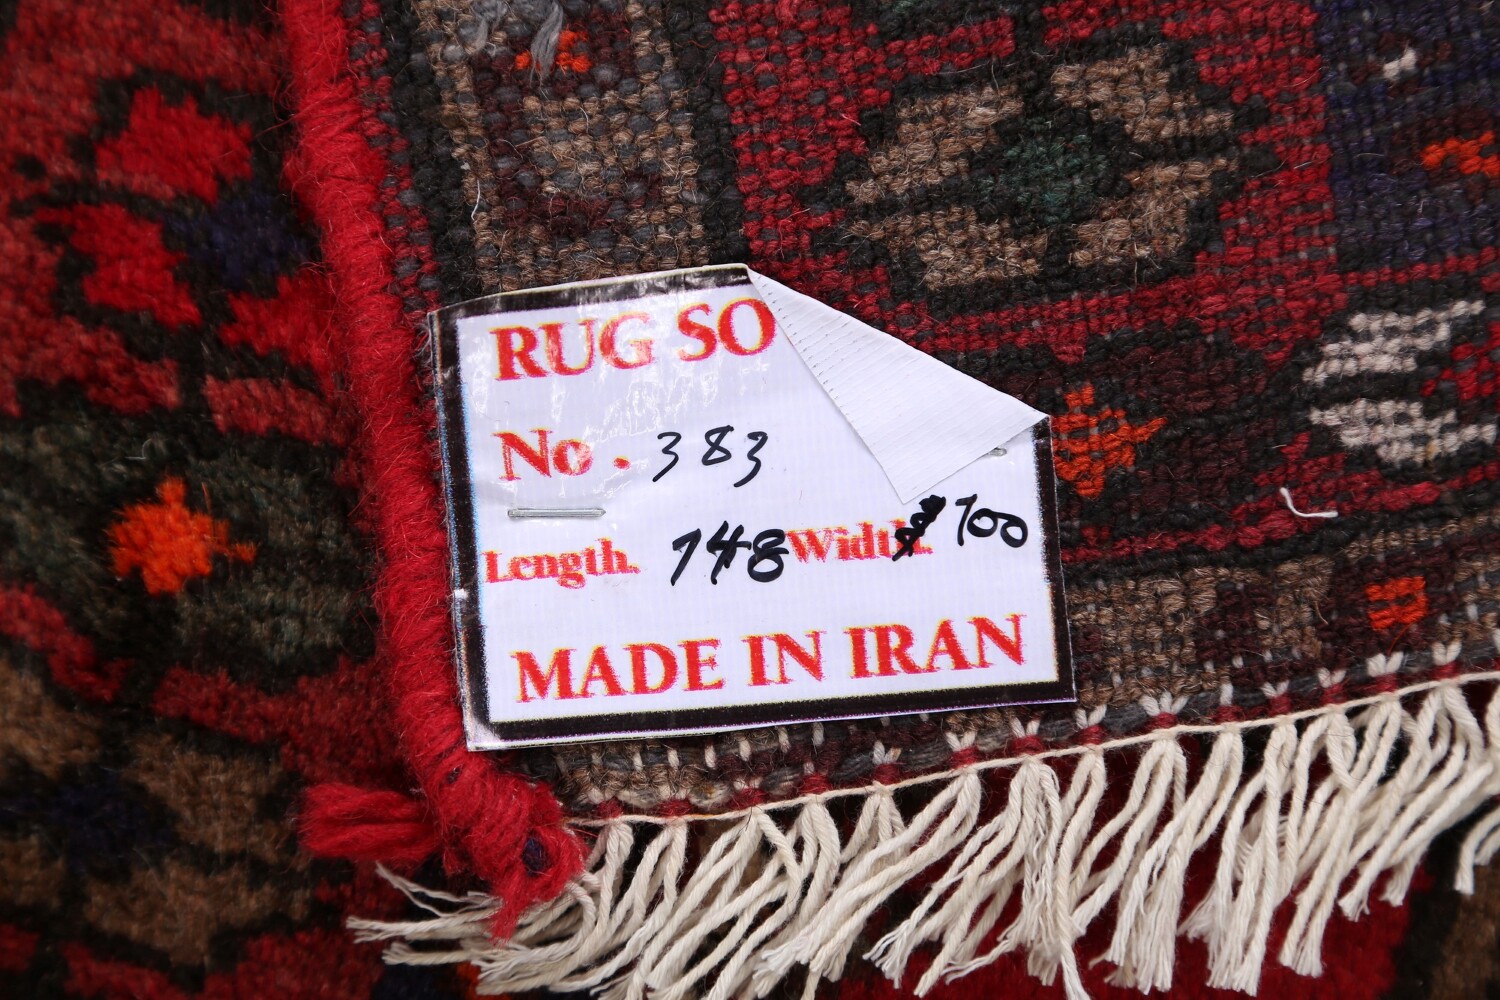 RUG SO
No. 383
Length. 148 Width. 100
MADE IN IRAN